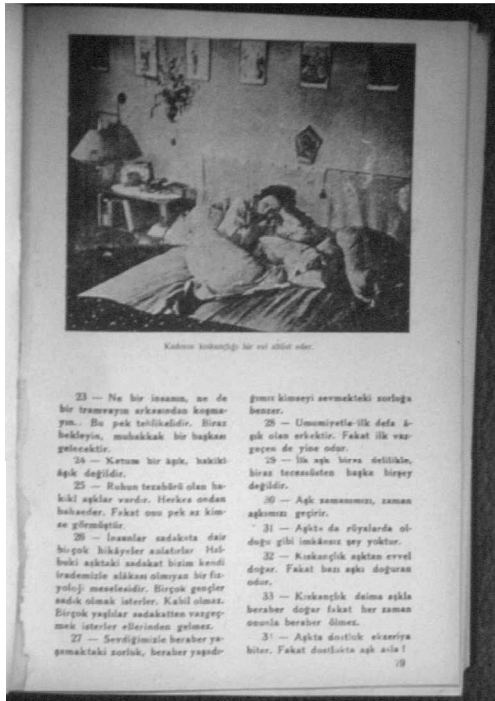 Kadının kıskançlığı bir evi altüst eder.
23 — Ne bir insanın, ne de
bir tramvayın arkasından koşma-
yın.. Bu pek tehlikelidir. Biraz
bekleyin, muhakkak bir başkası
gelecektir.
24 — Ketum bir âşık, hakikî
âşık değildir.
25 — Ruhun tezahürü olan ha-
kikî aşklar vardır. Herkes ondan
bahseder. Fakat onu pek az kim-
se görmüştür.
26 — İnsanlar sadakata dair
birçok hikâyeler anlatırlar Hal-
buki aşktaki sadakat bizim kendi
irademizle alâkası olmıyan bir fiz-
yoloji meselesidir. Birçok gençler
sadık olmak isterler. Kabil olmaz.
Birçok yaşlılar sadakatten vazgeç-
mek isterler ellerinden gelmez.
27 — Sevdiğimizle beraber ya-
şamaktaki zorluk, beraber yaşadı-
ğımız kimseyi sevmekteki zorluğa
benzer.
28 — Umumiyetle ilk defa â-
şık olan erkektir. Fakat ilk vaz-
geçen de yine odur.
29 — İlk aşk biraz delilikle,
biraz tecessüsten başka birşey
değildir.
30 — Aşk zamanımızı, zaman
aşkımızı geçirir.
31 — Aşkta da rüyalarda ol-
duğu gibi imkânsız şey yoktur.
32 — Kıskançlık aşktan evvel
doğar. Fakat bazı aşkı doğuran
odur.
33 — Kıskançlık daima aşkla
beraber doğar fakat her zaman
onunla beraber ölmez.
34 — Aşkta dostluk ekseriya
biter. Fakat dostlukta aşk asla !
19